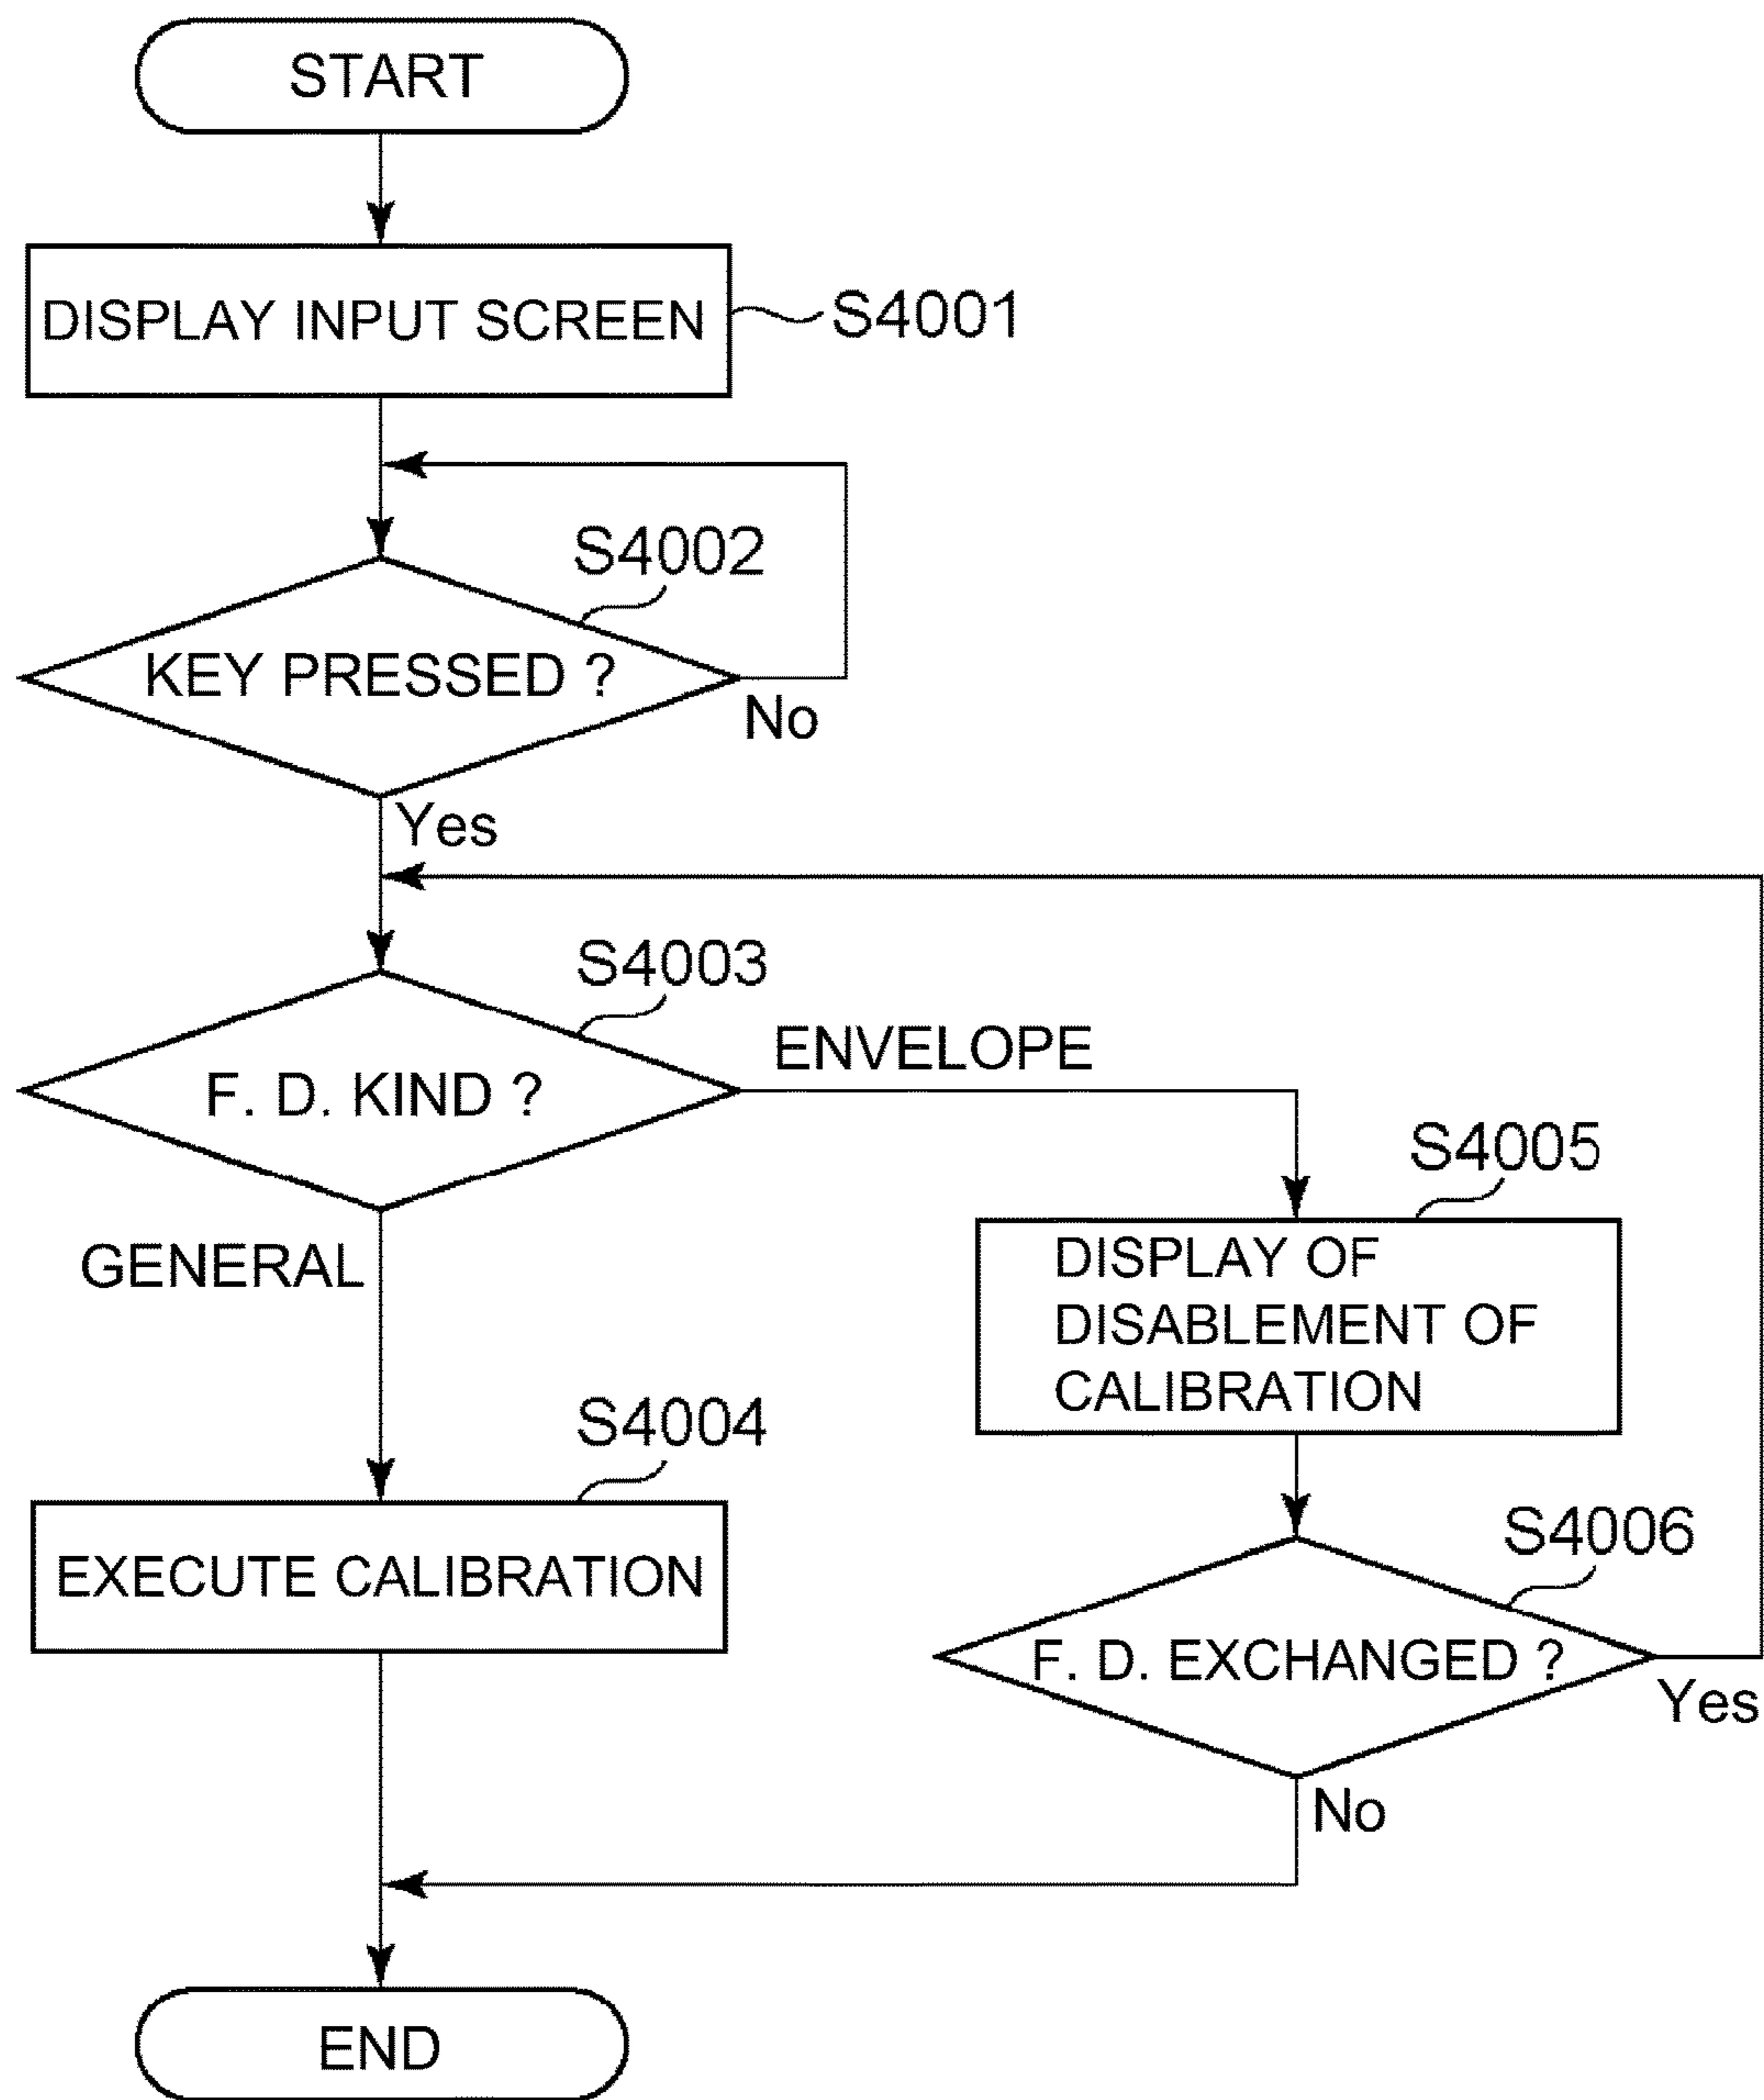 START
DISPLAY INPUT SCREEN
S4001
S4002
KEY PRESSED ?
No
Yes
S4003
F. D. KIND ?
ENVELOPE
GENERAL
S4005
DISPLAY OF
DISABLEMENT OF
CALIBRATION
S4004
EXECUTE CALIBRATION
S4006
F. D. EXCHANGED ?
Yes
No
END